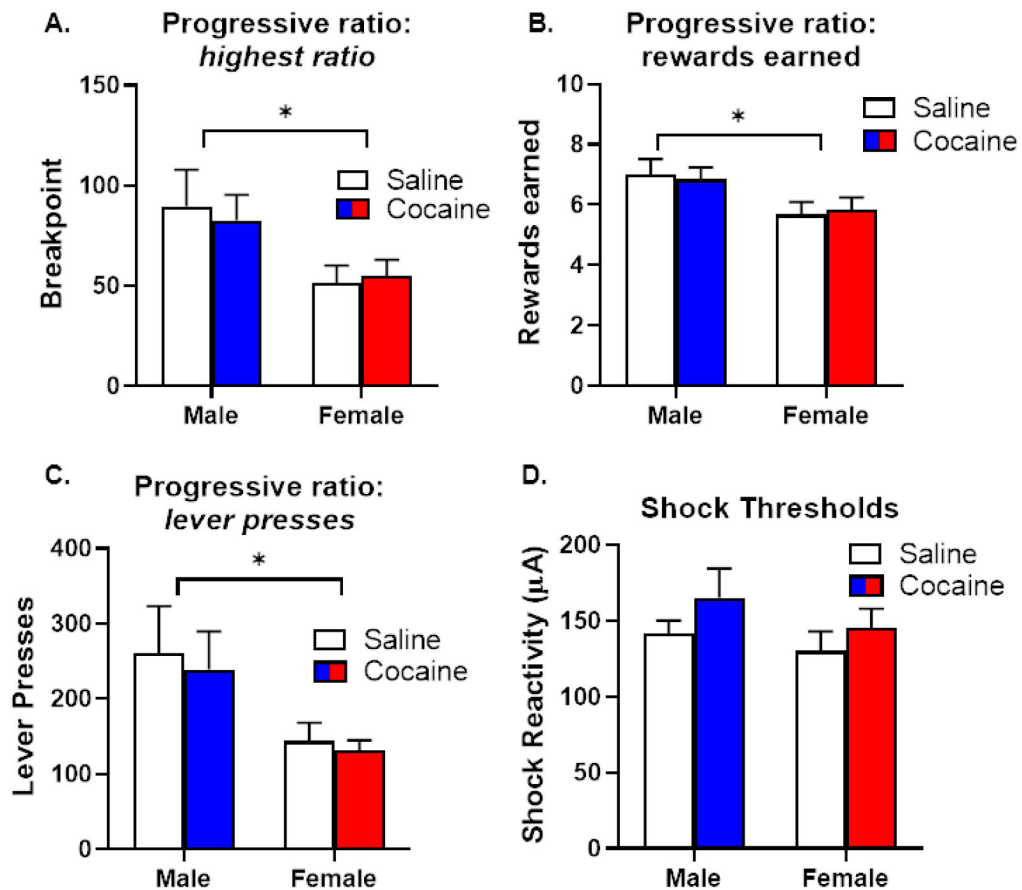 A.
Progressive ratio:
highest ratio
150
100
50
0
Breakpoint
*
Saline
Cocaine
Male
Female
B.
Progressive ratio:
rewards earned
10
8
6
4
2
0
Rewards earned
*
Saline
Cocaine
Male
Female
C.
Progressive ratio:
lever presses
400
300
200
100
0
Lever Presses
*
Saline
Cocaine
Male
Female
D.
Shock Thresholds
200
150
100
50
0
Shock Reactivity (μA)
Saline
Cocaine
Male
Female